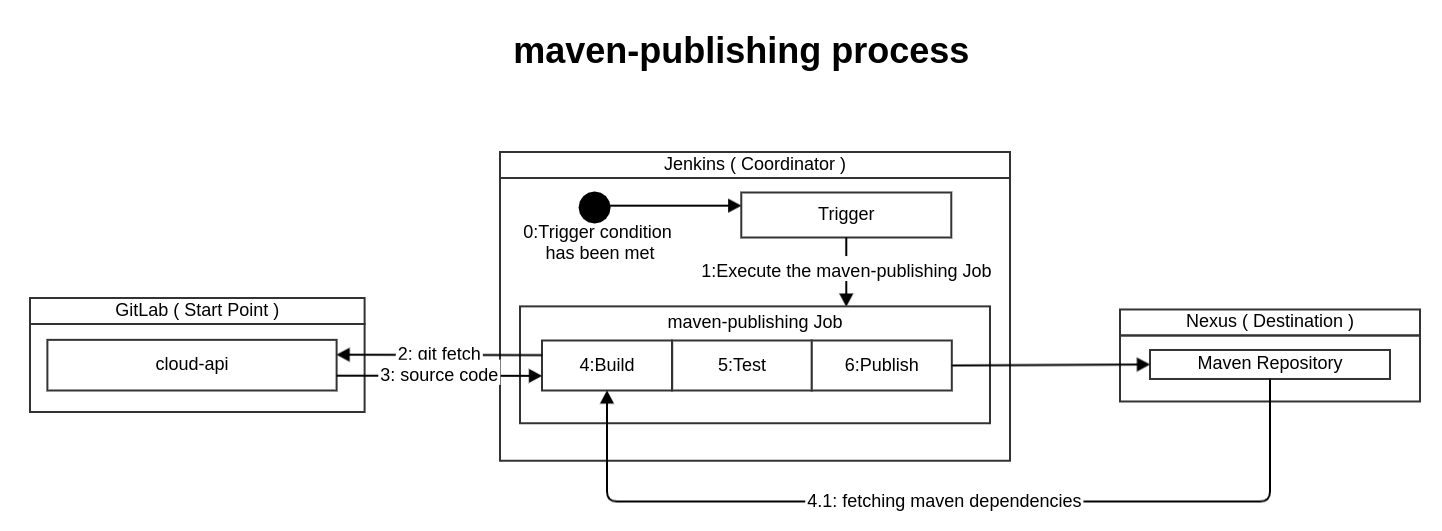 maven-publishing process
Jenkins ( Coordinator )
Trigger
0:Trigger condition
has been met
1:Execute the maven-publishing Job
GitLab ( Start Point )
cloud-api
2: git fetch
3: source code
maven-publishing Job
4:Build
5:Test
6:Publish
Nexus ( Destination )
Maven Repository
4.1: fetching maven dependencies